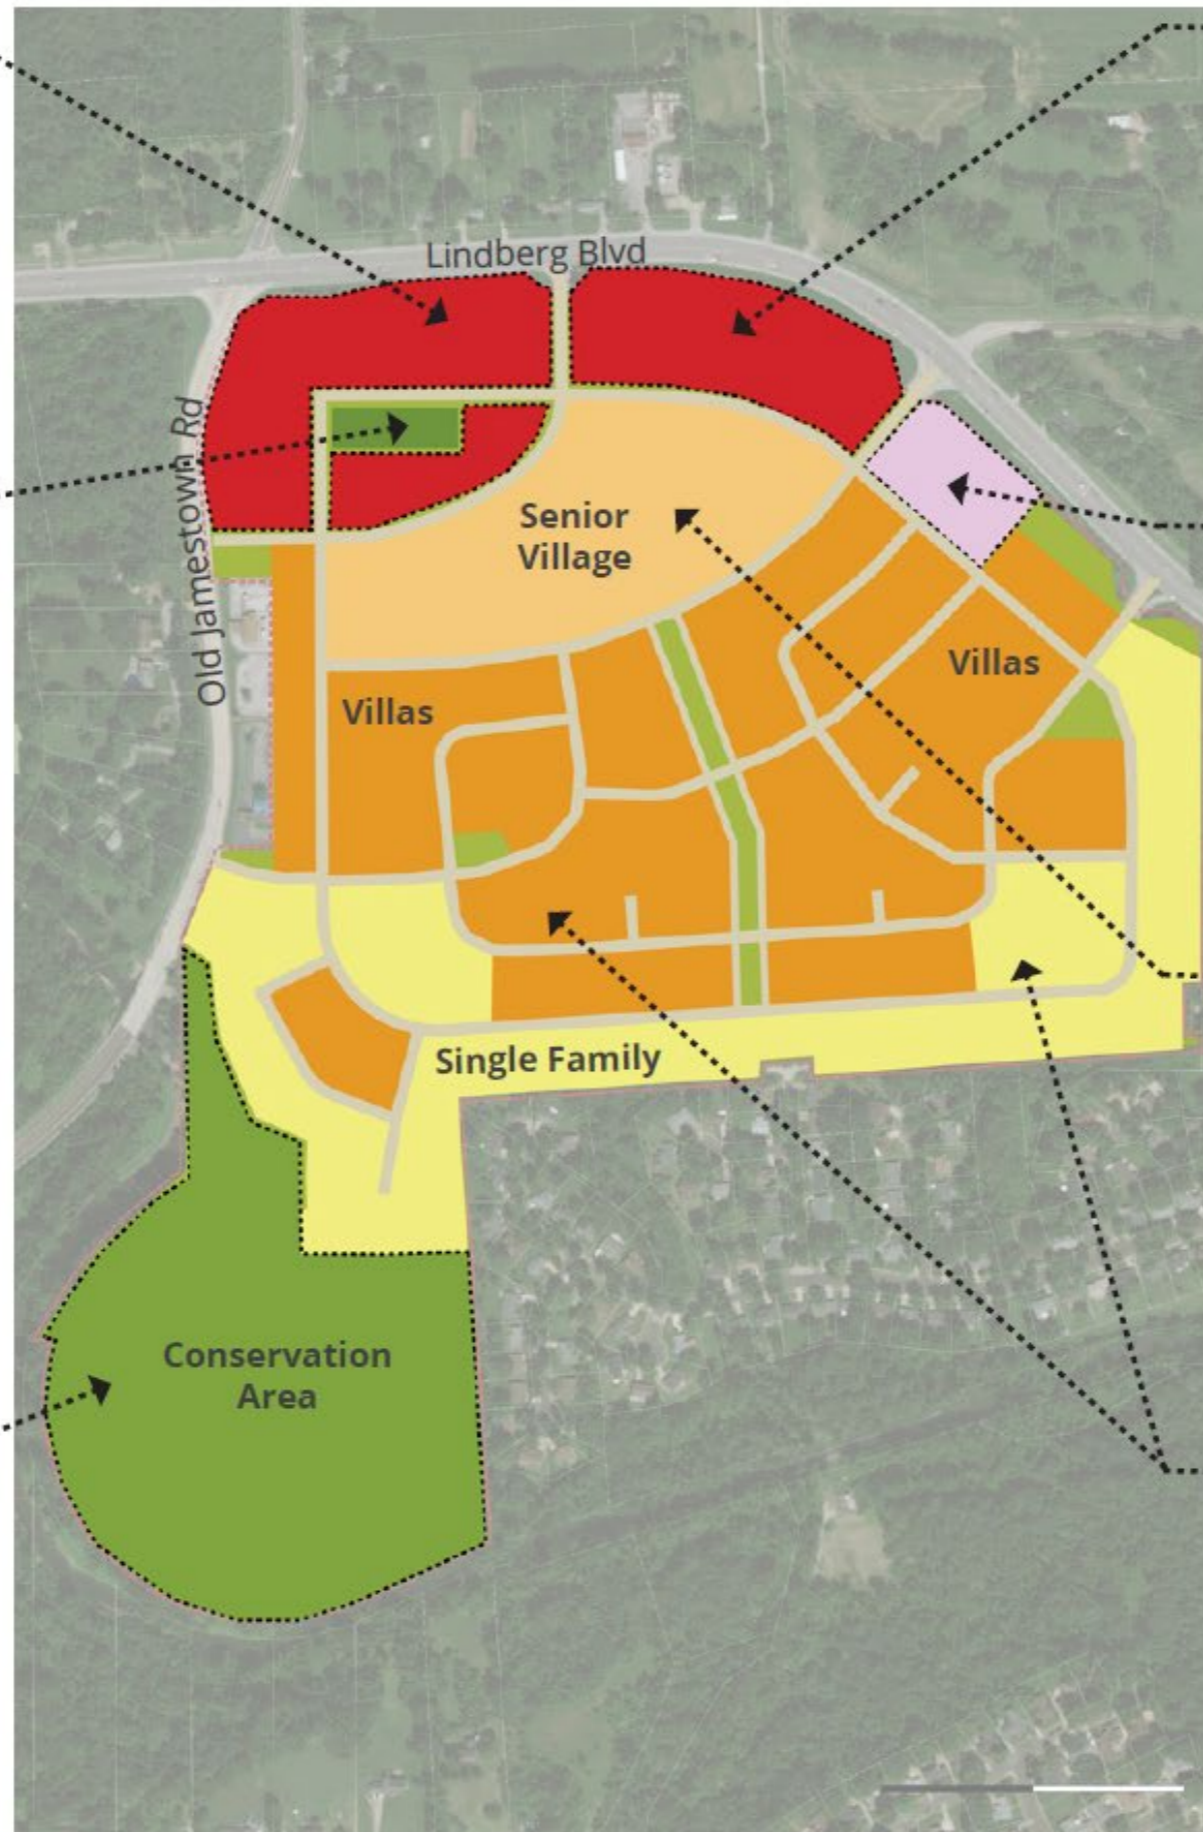 Lindberg Blvd
Old Jamestown Rd
Senior
Village
Villas
Villas
Single Family
Conservation
Area